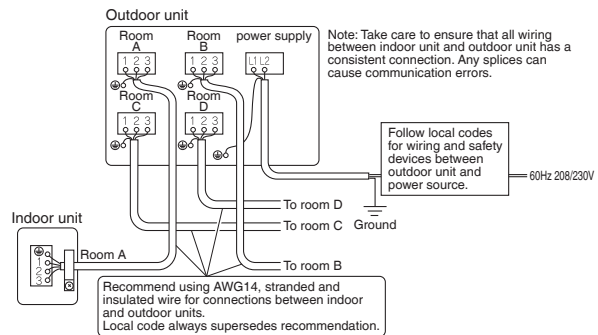 Outdoor unit
Room
A
Room
B
power supply
1 2 3
1 2 3
L1 L2
Room
C
Room
D
1 2 3
1 2 3
Note: Take care to ensure that all wiring
between indoor unit and outdoor unit has a
consistent connection. Any splices can
cause communication errors.
Follow local codes
for wiring and safety
devices between
outdoor unit and
power source.
60Hz 208/230V
Ground
To room D
To room C
To room B
Indoor unit
Room A
1
2
3
Recommend using AWG14, stranded and
insulated wire for connections between indoor
and outdoor units.
Local code always supersedes recommendation.